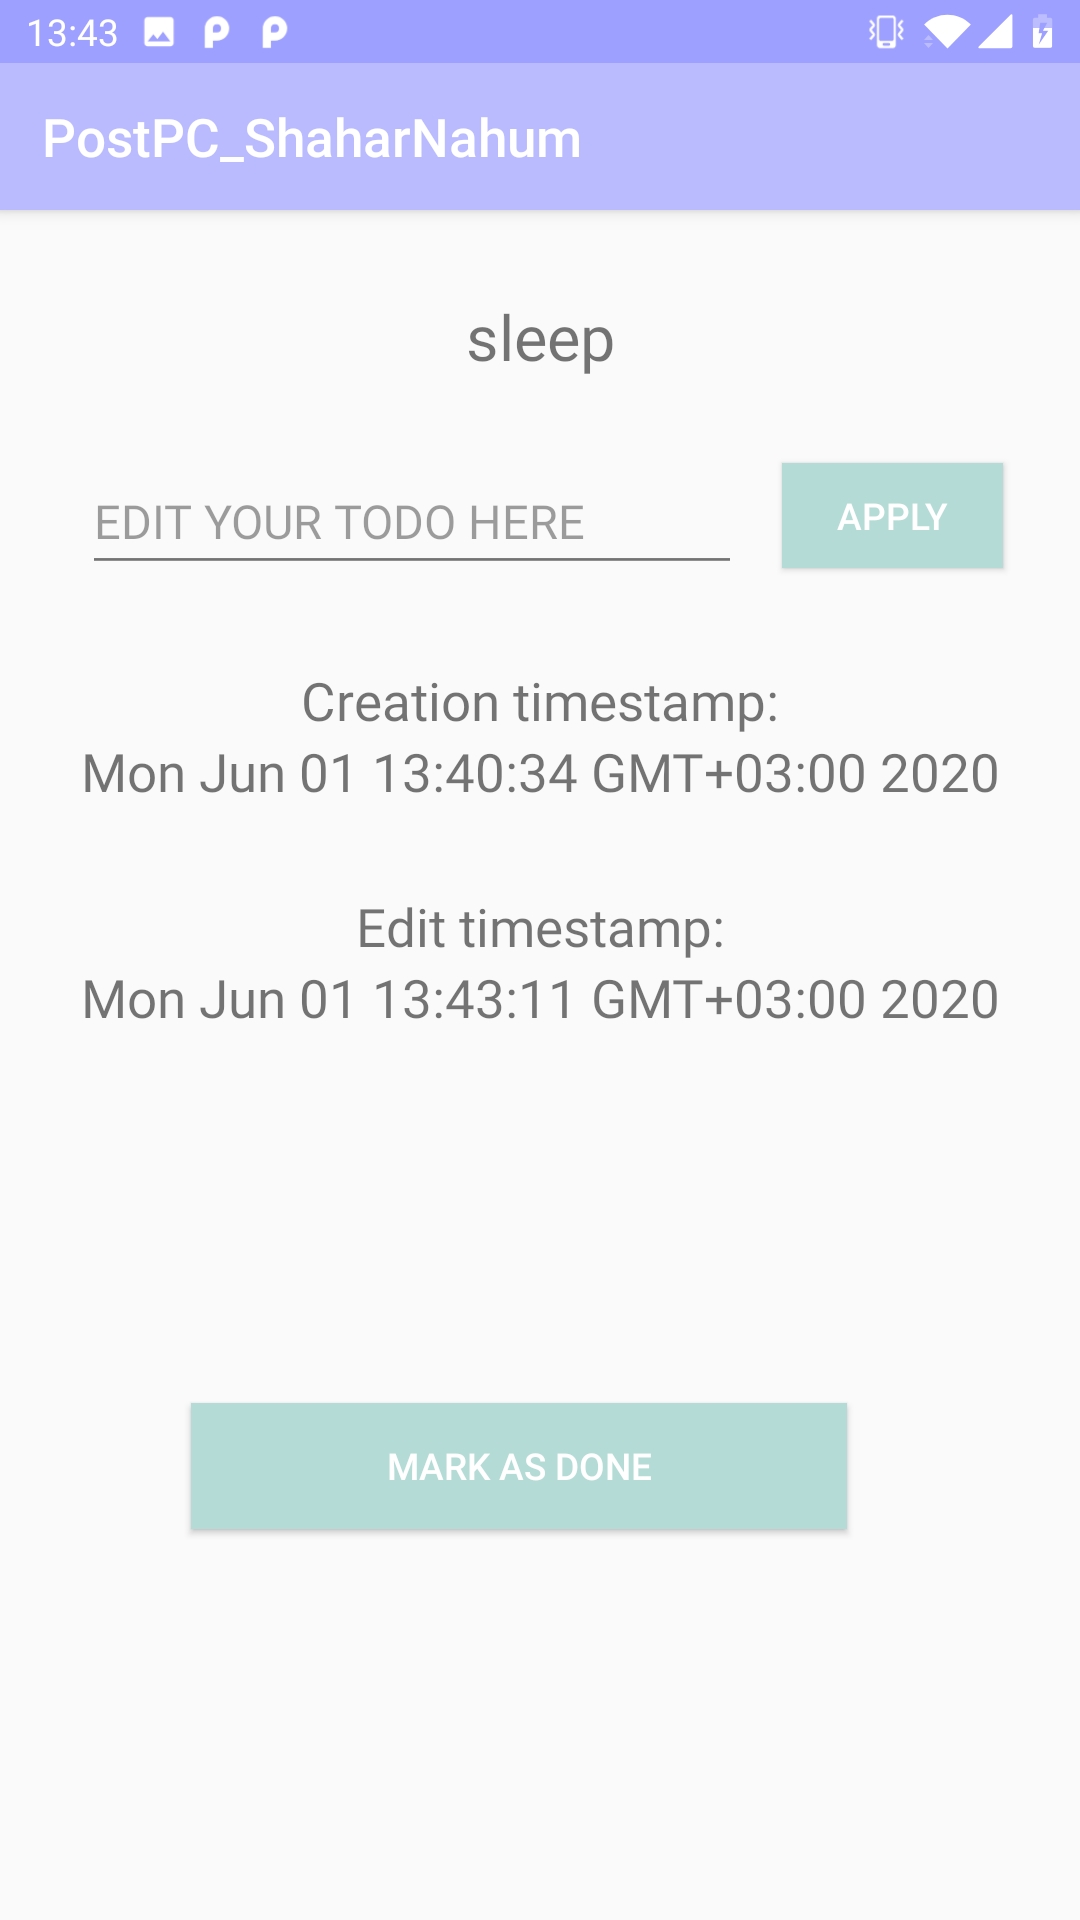 13:43
PostPC_ShaharNahum
sleep
EDIT YOUR TODO HERE
APPLY
Creation timestamp:
Mon Jun 01 13:40:34 GMT+03:00 2020
Edit timestamp:
Mon Jun 01 13:43:11 GMT+03:00 2020
MARK AS DONE